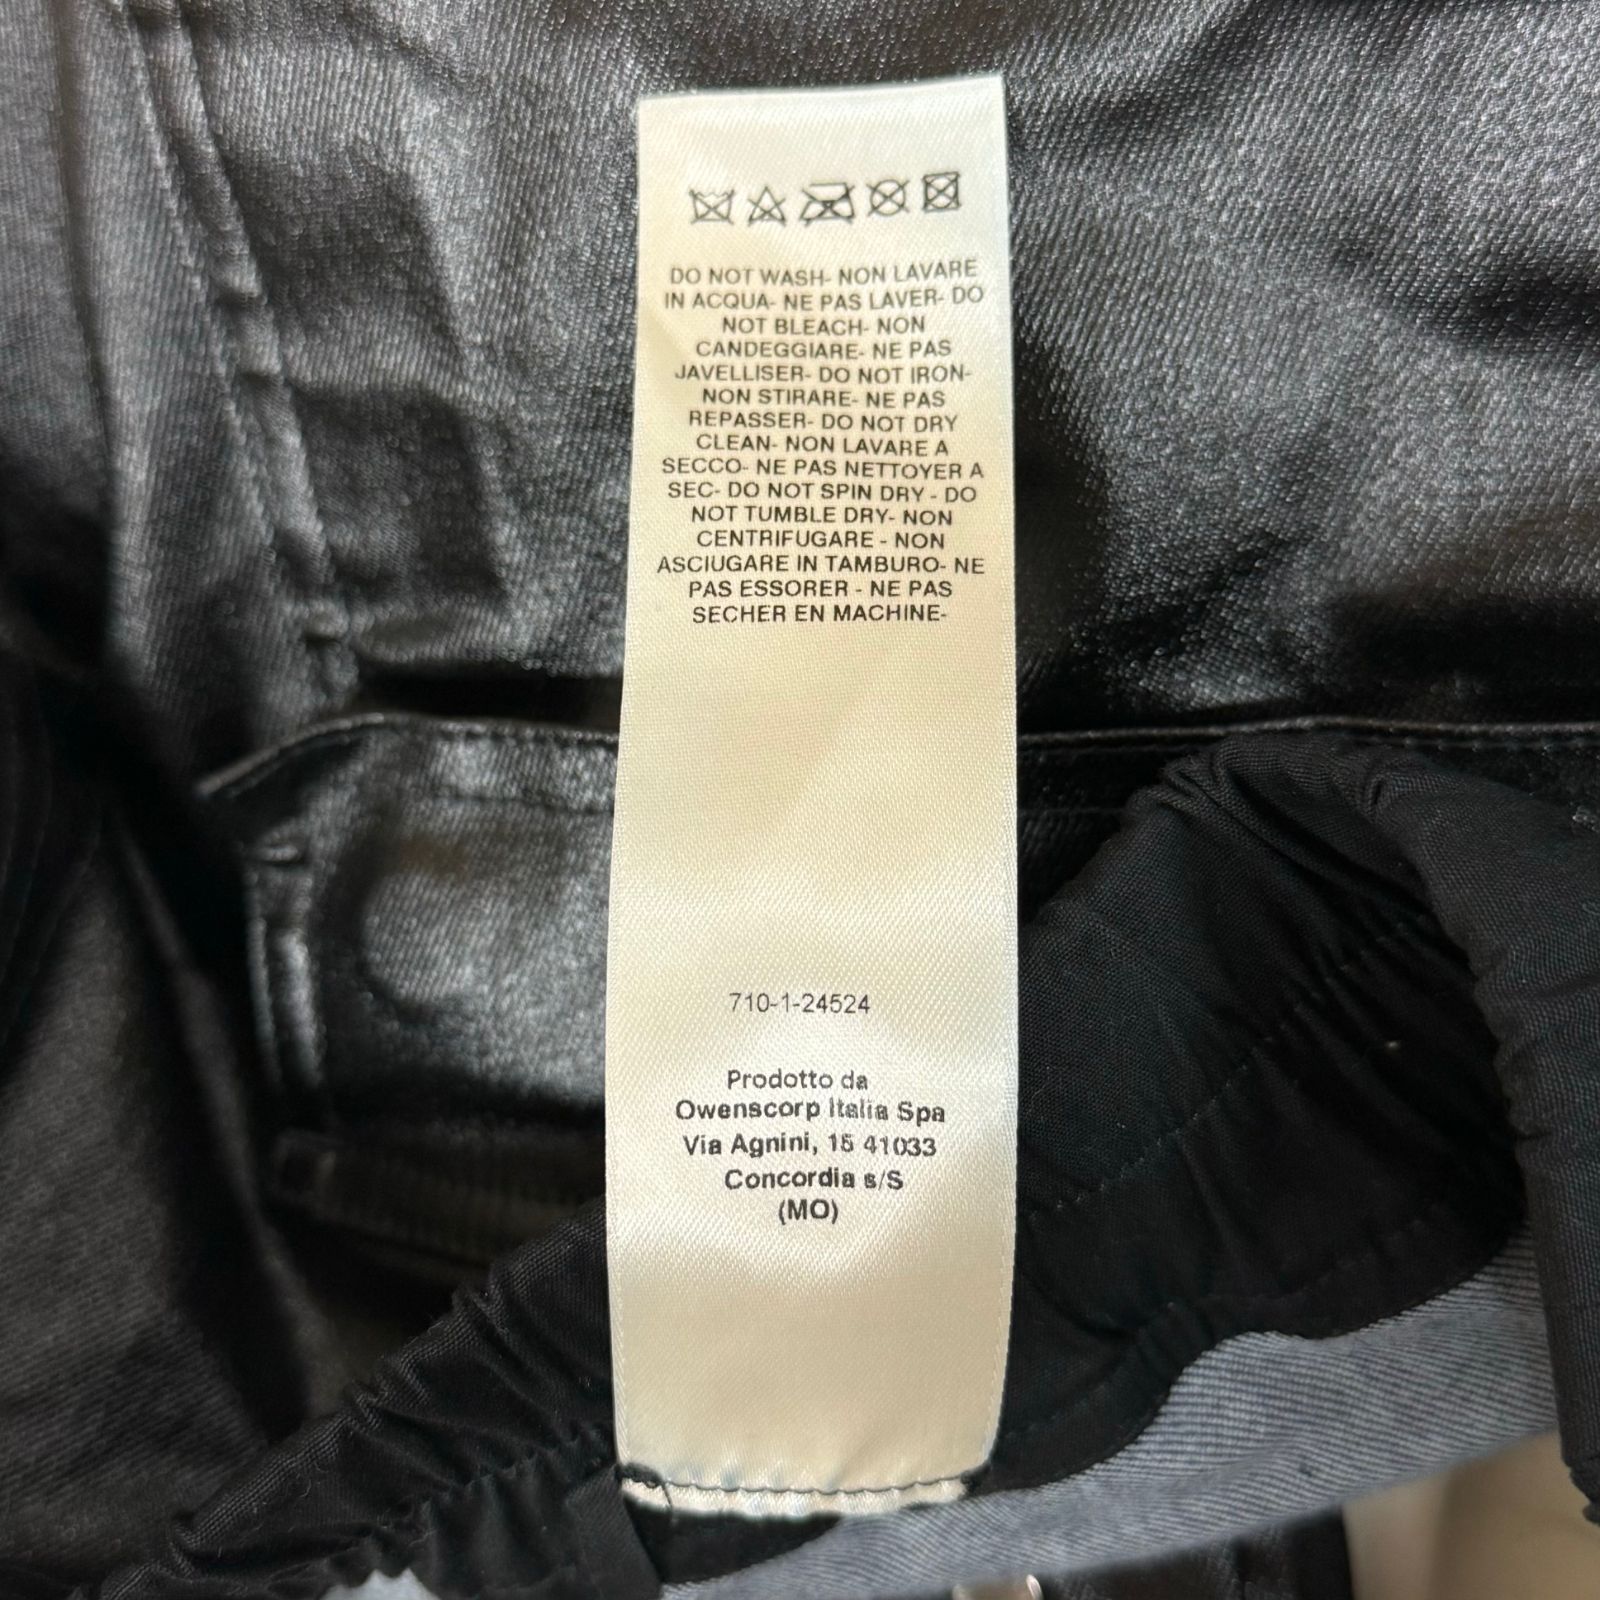 DO NOT WASH- NON LAVARE
IN ACQUA- NE PAS LAVER- DO
NOT BLEACH- NON
CANDEGGIARE- NE PAS
JAVELLISER- DO NOT IRON-
NON STIRARE- NE PAS
REPASSER- DO NOT DRY
CLEAN- NON LAVARE A
SECCO- NE PAS NETTOYER A
SEC- DO NOT SPIN DRY - DO
NOT TUMBLE DRY- NON
CENTRIFUGARE - NON
ASCIUGARE IN TAMBURO- NE
PAS ESSORER - NE PAS
SECHER EN MACHINE-
710-1-24524
Prodotto da
Owenscorp Italia Spa
Via Agnini, 15 41033
Concordia s/S
(MO)